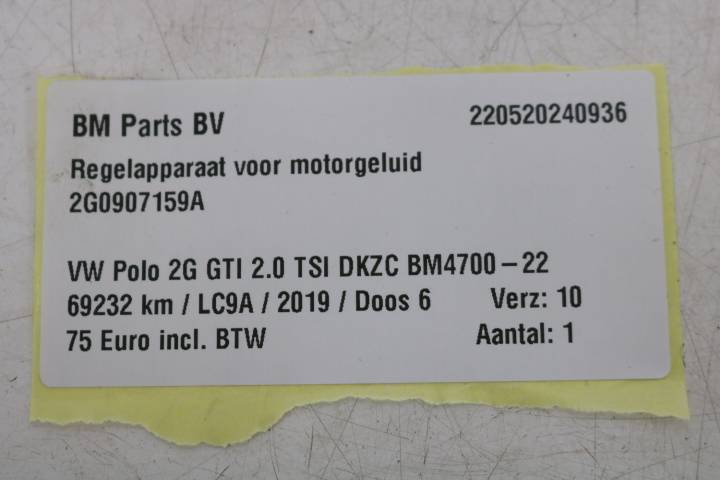 BM Parts BV 220520240936
Regelapparaat voor motorgeluid
2G0907159A
VW Polo 2G GTI 2.0 TSI DKZC BM4700-22
69232 km / LC9A / 2019 / Doos 6 Verz: 10
75 Euro incl. BTW Aantal: 1